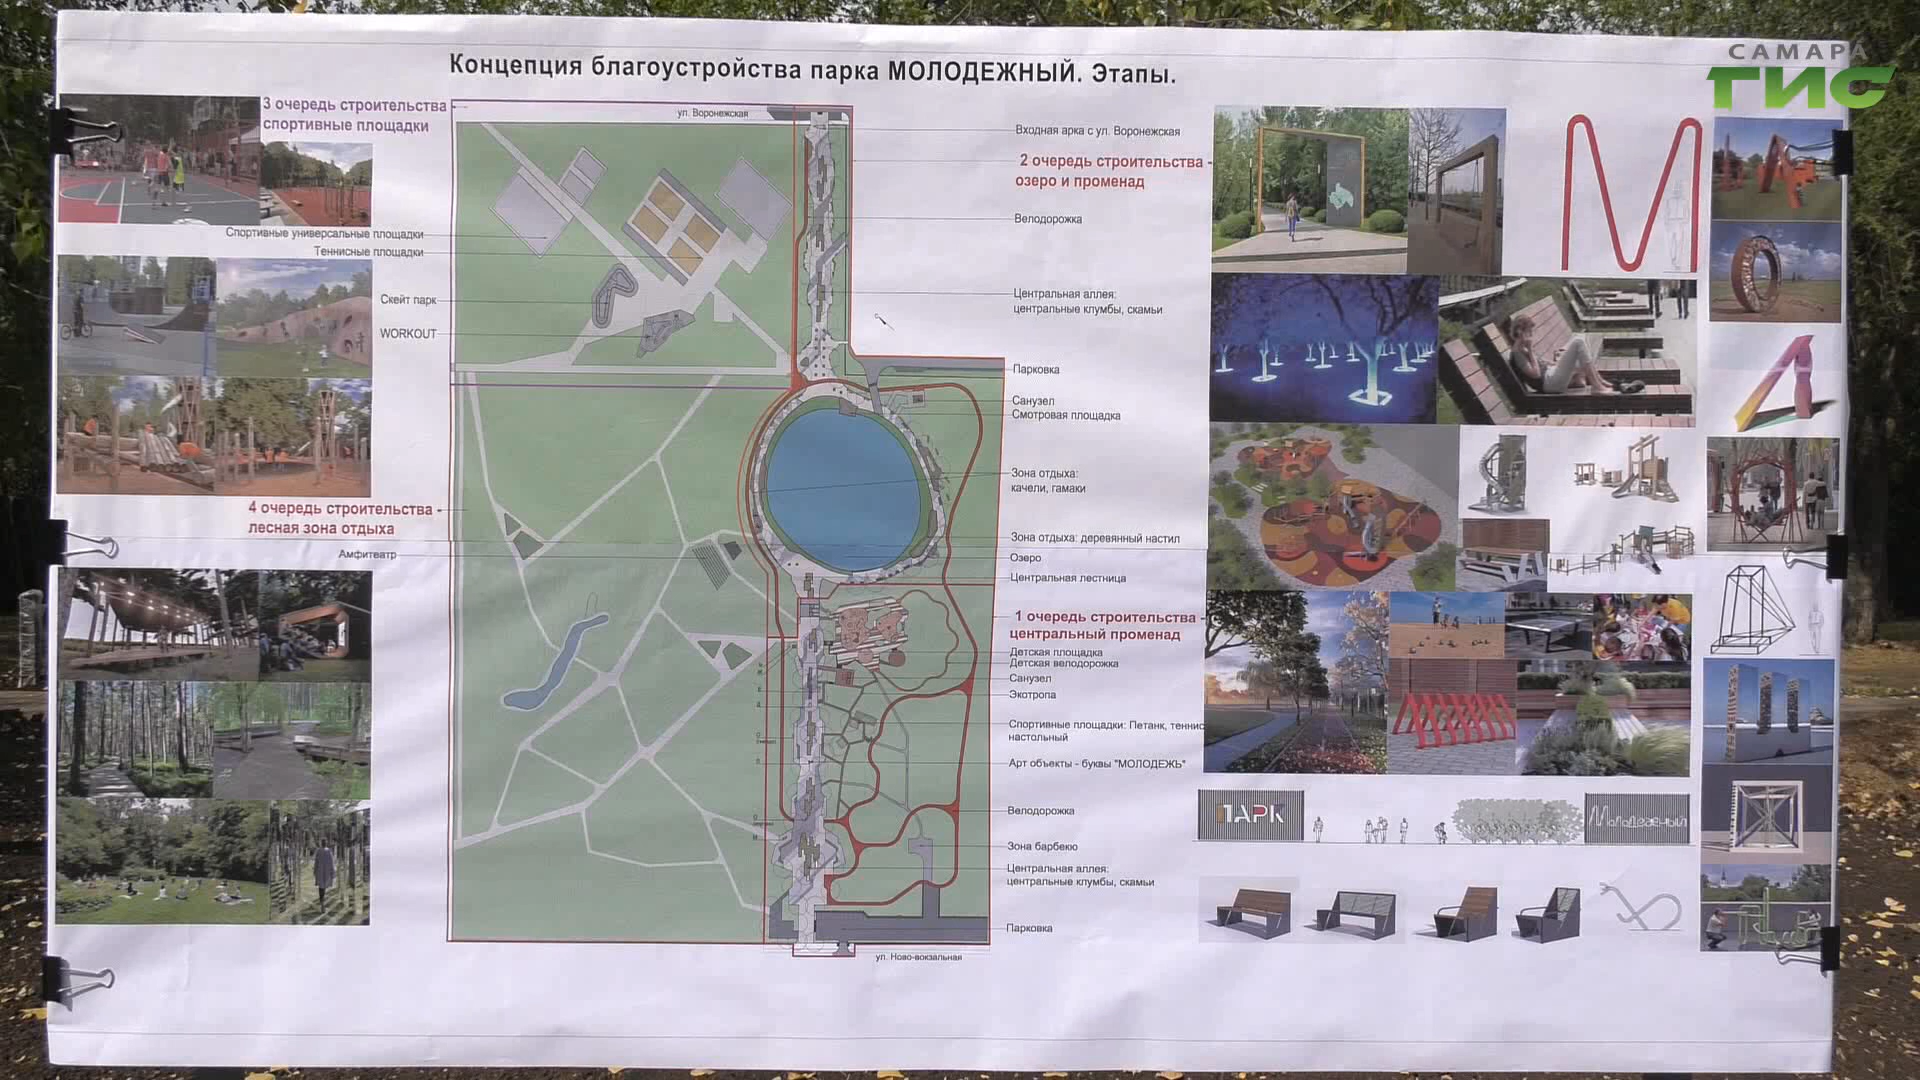 САМАРА
ГИС
Концепция благоустройства парка МОЛОДЕЖНЫЙ. Этапы.
3 очередь строительства
спортивные площадки
Спортивные универсальные площадки
Теннисные площадки
Скейт парк
WORKOUT
4 очередь строительства -
лесная зона отдыха
Амфитеатр
ул. Воронежская
Входная арка с ул. Воронежская
2 очередь строительства -
озеро и променад
Велодорожка
Центральная аллея:
центральные клумбы, скамьи
Парковка
Санузел
Смотровая площадка
Зона отдыха:
качели, гамаки
Зона отдыха: деревянный настил
Озеро
Центральная лестница
1 очередь строительства -
центральный променад
Детская площадка
Детская велодорожка
Санузел
Экотропа
Спортивные площадки: Петанк, теннис
настольный
Арт объекты - буквы "МОЛОДЕЖЬ"
Велодорожка
Зона барбекю
Центральная аллея:
центральные клумбы, скамьи
Парковка
ул. Ново-вокзальная
М
О
Л
ПАРК
Молодежный